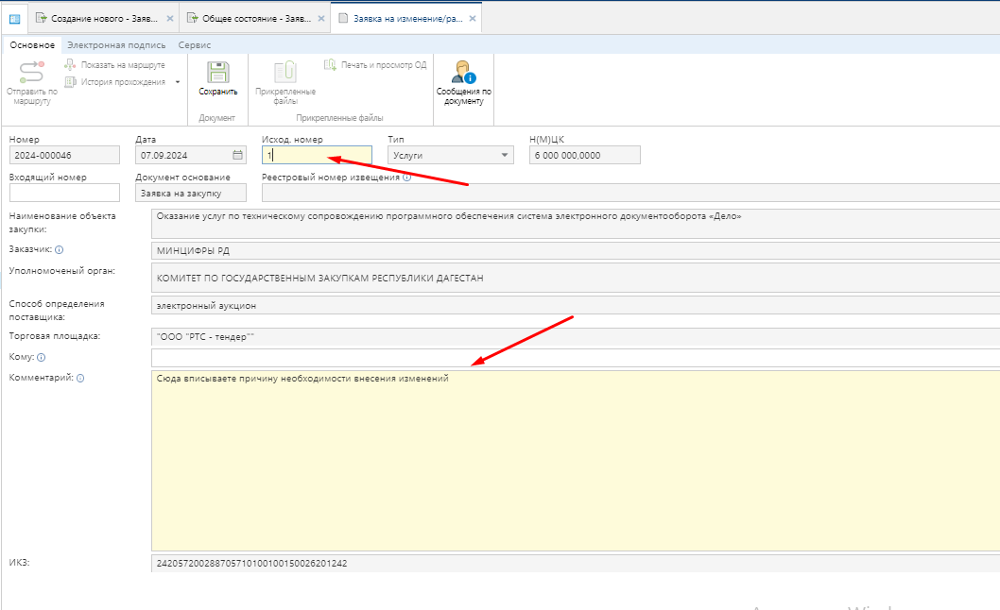 Создание нового - Заяв... × Общее состояние - Заяв... × Заявка на изменение/ра... ×
Основное Электронная подпись Сервис
Отправить по маршруту
Показать на маршруте
История прохождения
Сохранить
Документ
Прикрепленные файлы
Печать и просмотр ОД
Прикрепленные файлы
Сообщения по документу
Номер Дата Исход. номер Тип Н(М)ЦК
2024-000046 07.09.2024 1 Услуги 6 000 000,0000
Входящий номер Документ основание Реестровый номер извещения
Заявка на закупку
Наименование объекта закупки: Оказание услуг по техническому сопровождению программного обеспечения система электронного документооборота «Дело»
Заказчик: МИНЦИФРЫ РД
Уполномоченый орган: КОМИТЕТ ПО ГОСУДАРСТВЕННЫМ ЗАКУПКАМ РЕСПУБЛИКИ ДАГЕСТАН
Способ определения поставщика: электронный аукцион
Торговая площадка: "ООО "РТС - тендер""
Кому:
Комментарий: Сюда вписываете причину необходимости внесения изменений
ИКЗ: 242057200288705710100100150026201242